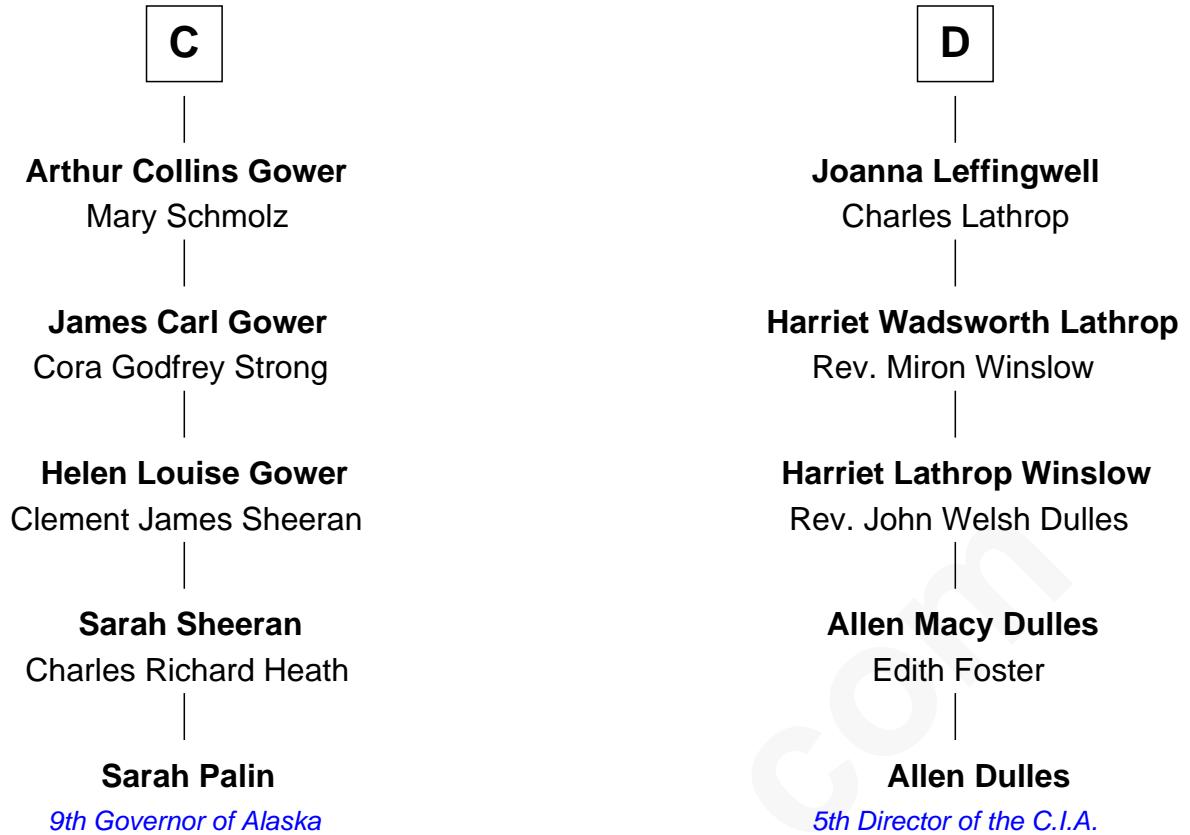 C
Arthur Collins Gower
Mary Schmolz
James Carl Gower
Cora Godfrey Strong
Helen Louise Gower
Clement James Sheeran
Sarah Sheeran
Charles Richard Heath
Sarah Palin
9th Governor of Alaska
D
Joanna Leffingwell
Charles Lathrop
Harriet Wadsworth Lathrop
Rev. Miron Winslow
Harriet Lathrop Winslow
Rev. John Welsh Dulles
Allen Macy Dulles
Edith Foster
Allen Dulles
5th Director of the C.I.A.
com